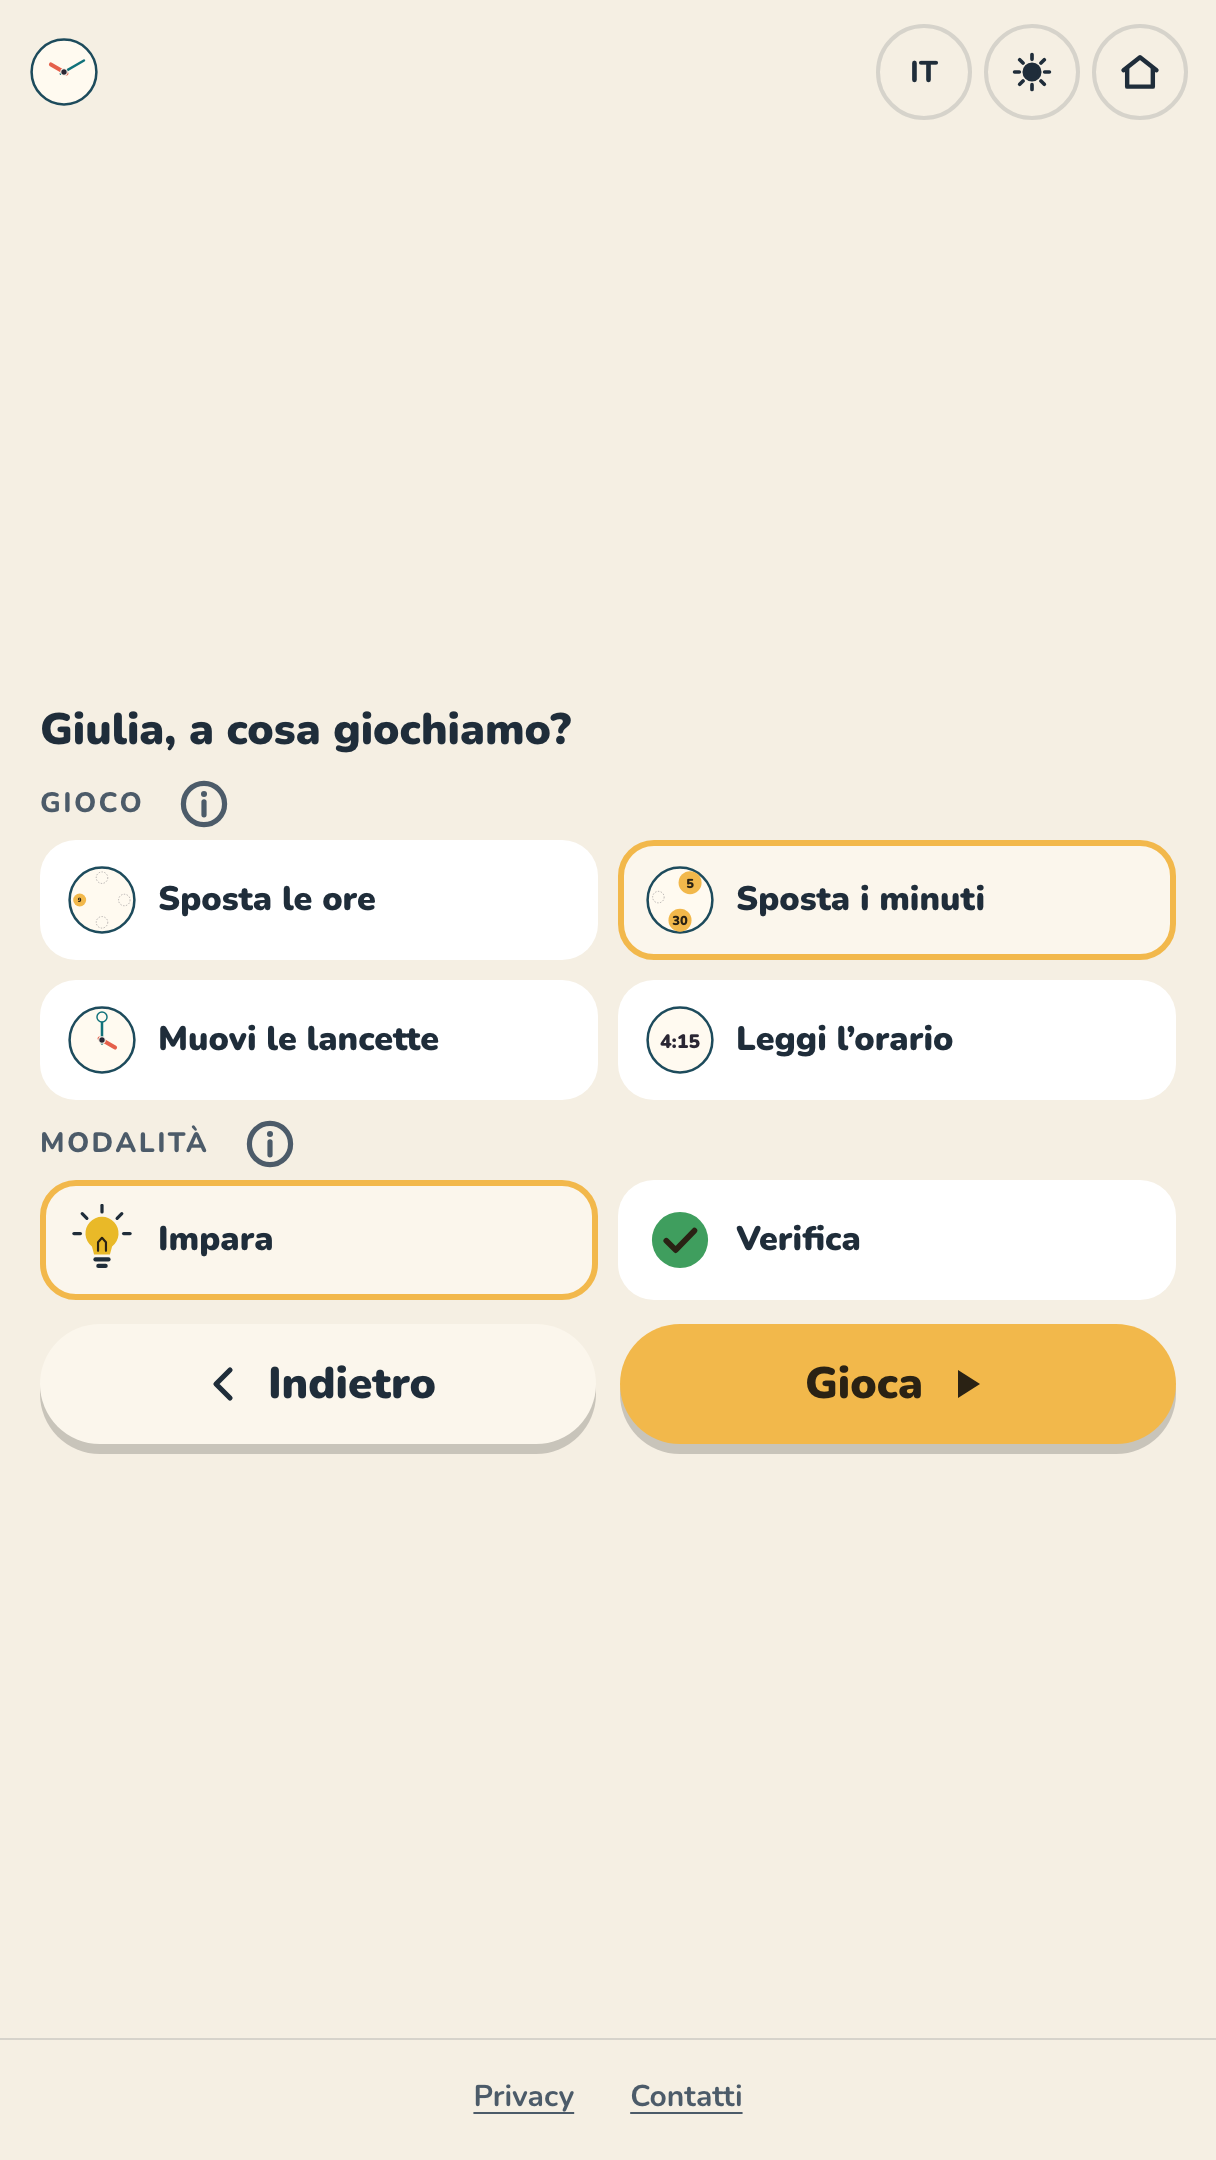 IT
Giulia, a cosa giochiamo?
GIOCO
9 Sposta le ore
5 30 Sposta i minuti
Muovi le lancette
4:15 Leggi l’orario
MODALITÀ
Impara
Verifica
Indietro
Gioca
Privacy
Contatti